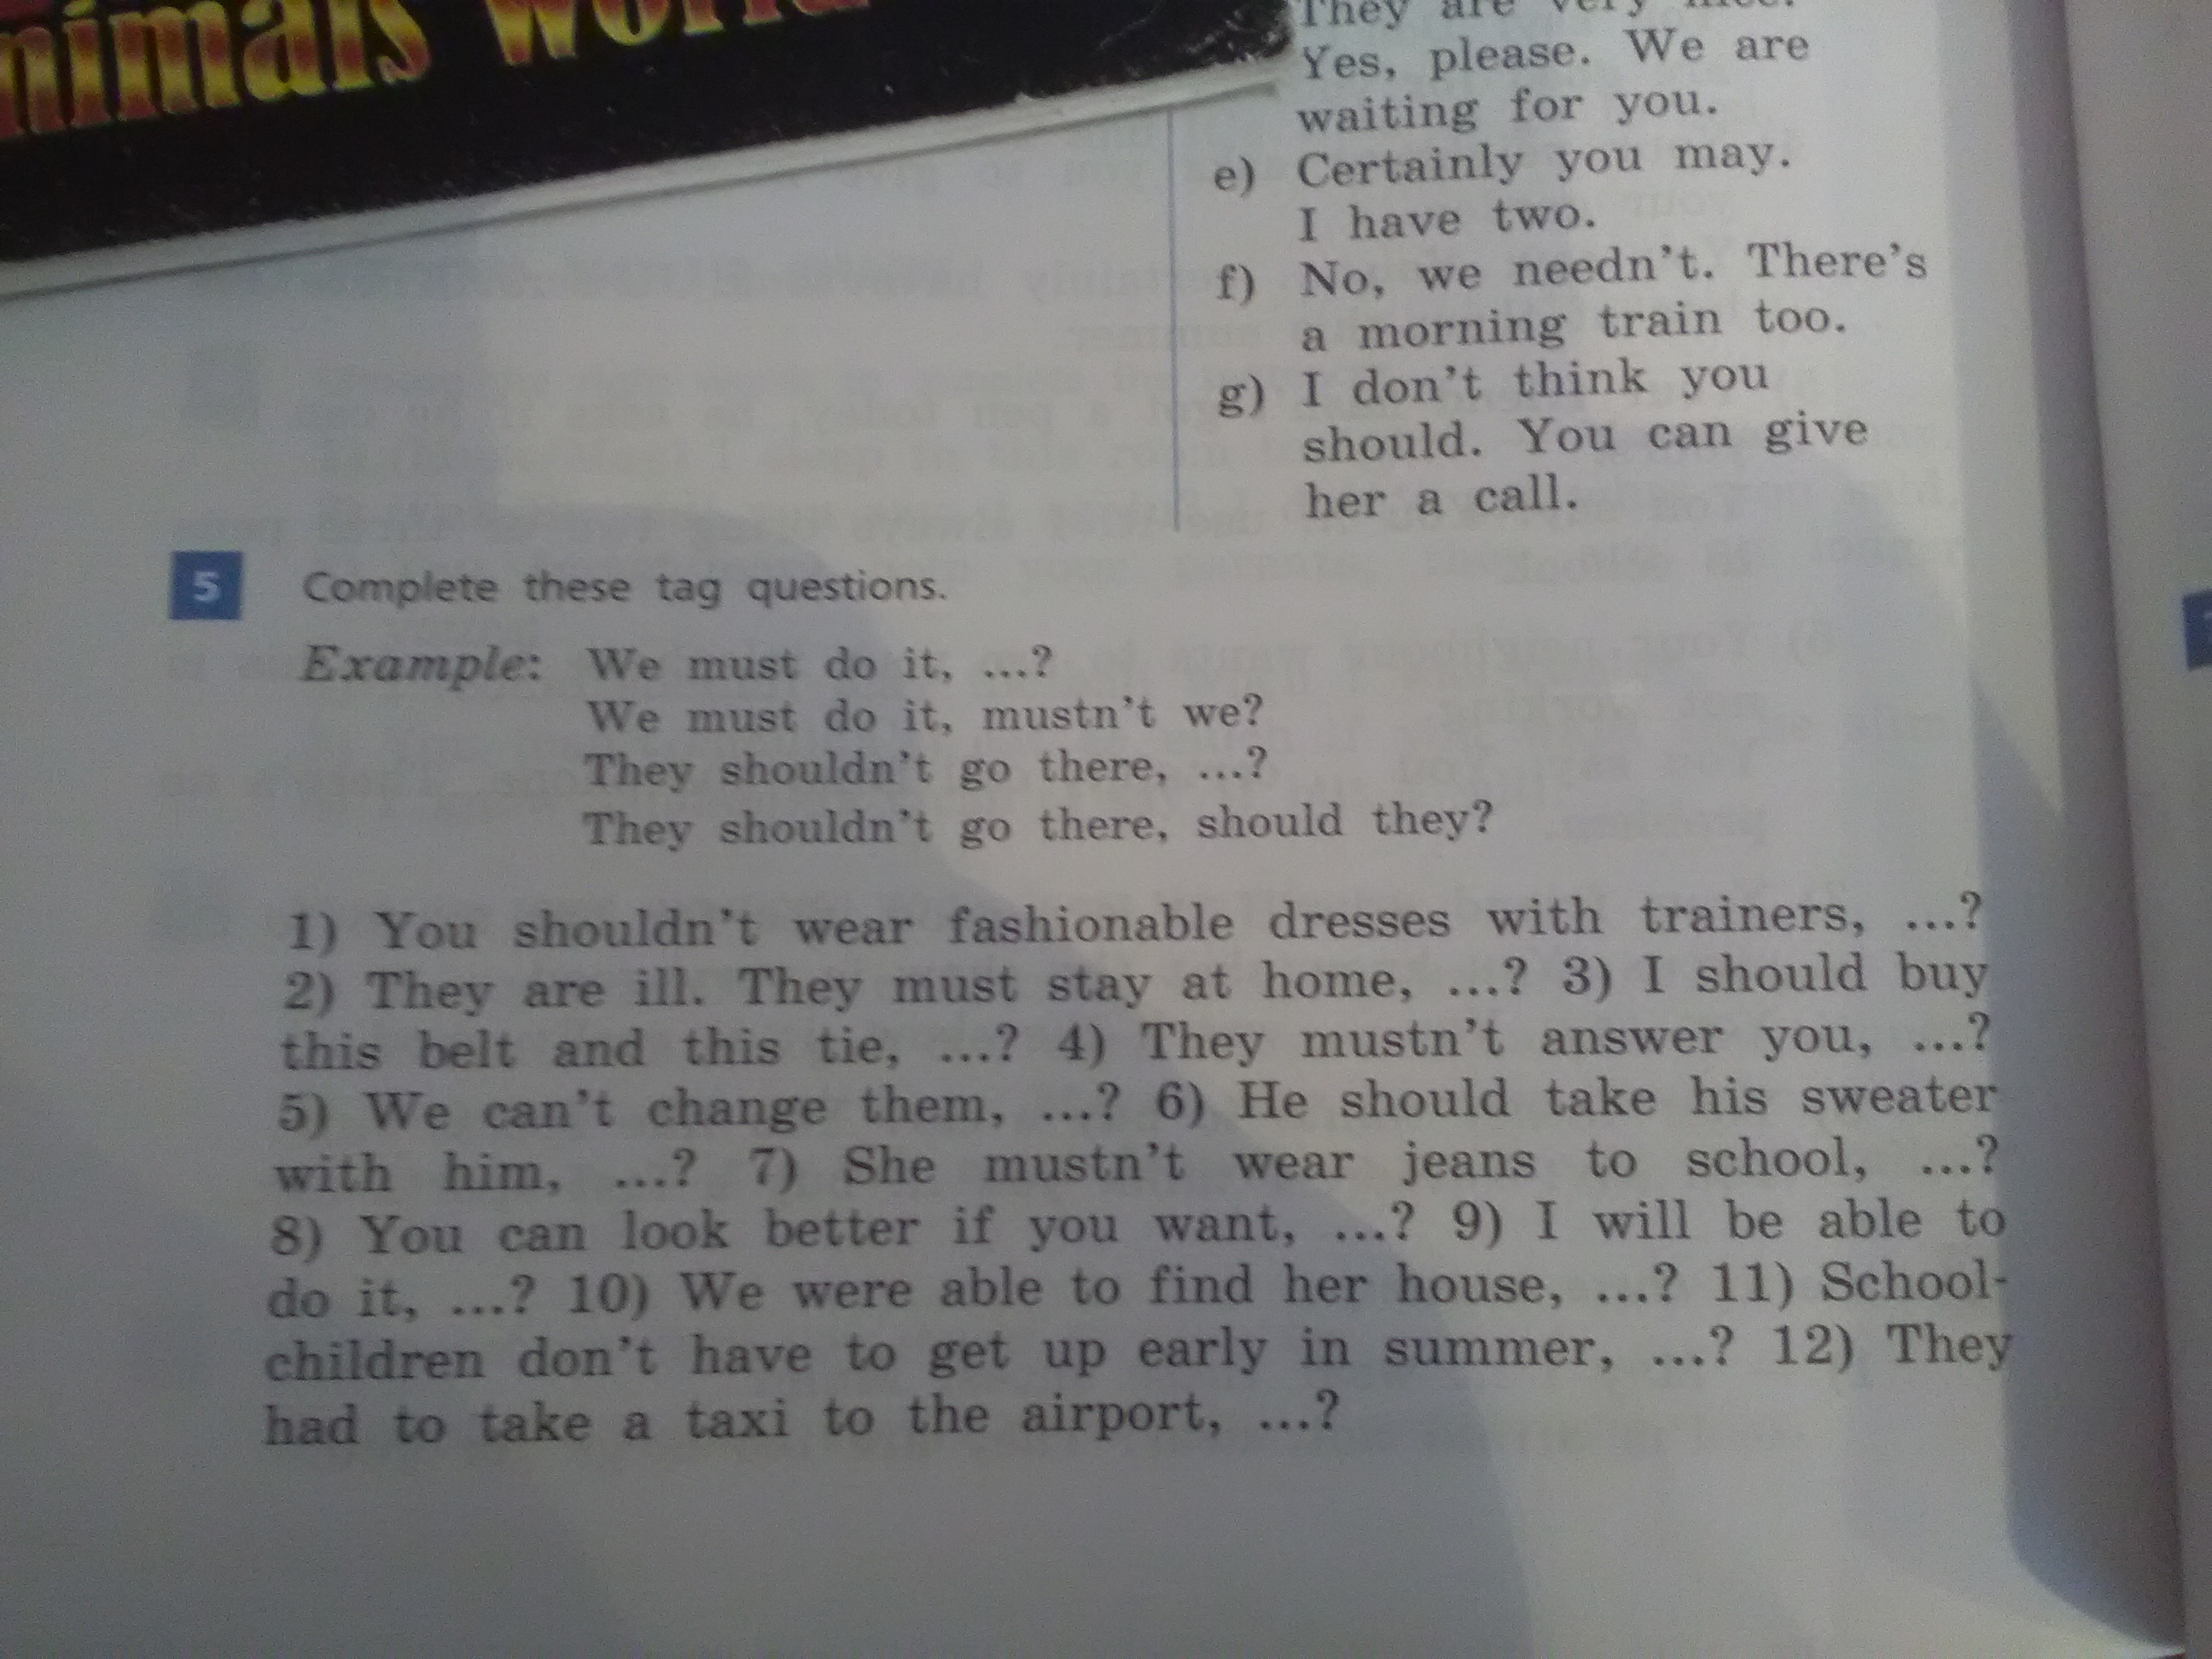 They are very nice.
Yes, please. We are
waiting for you.
e) Certainly you may.
I have two.
f) No, we needn't. There's
a morning train too.
g) I don't think you
should. You can give
her a call.
5 Complete these tag questions.
Example: We must do it, ...?
We must do it, mustn't we?
They shouldn't go there, ...?
They shouldn't go there, should they?
1) You shouldn't wear fashionable dresses with trainers, ...?
2) They are ill. They must stay at home, ...? 3) I should buy
this belt and this tie, ...? 4) They mustn't answer you, ...?
5) We can't change them, ...? 6) He should take his sweater
with him, ...? 7) She mustn't wear jeans to school, ...?
8) You can look better if you want, ...? 9) I will be able to
do it, ...? 10) We were able to find her house, ...? 11) School-
children don't have to get up early in summer, ...? 12) They
had to take a taxi to the airport, ...?